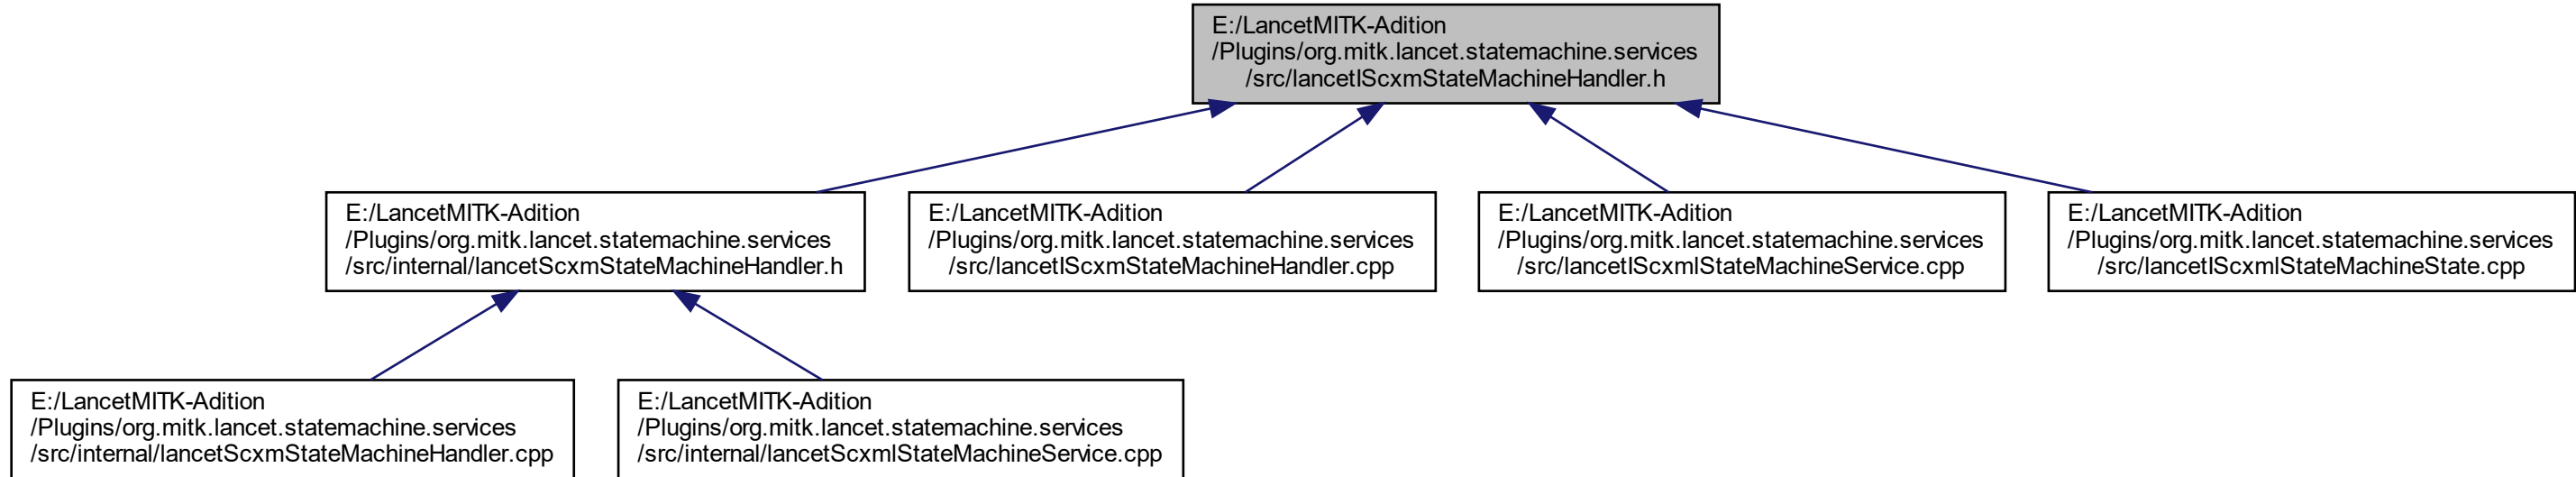 E:/LancetMITK-Adition
/Plugins/org.mitk.lancet.statemachine.services
/src/lancetIScxmStateMachineHandler.h
E:/LancetMITK-Adition
/Plugins/org.mitk.lancet.statemachine.services
/src/internal/lancetScxmStateMachineHandler.h
E:/LancetMITK-Adition
/Plugins/org.mitk.lancet.statemachine.services
/src/lancetIScxmStateMachineHandler.cpp
E:/LancetMITK-Adition
/Plugins/org.mitk.lancet.statemachine.services
/src/lancetIScxmlStateMachineService.cpp
E:/LancetMITK-Adition
/Plugins/org.mitk.lancet.statemachine.services
/src/lancetIScxmlStateMachineState.cpp
E:/LancetMITK-Adition
/Plugins/org.mitk.lancet.statemachine.services
/src/internal/lancetScxmStateMachineHandler.cpp
E:/LancetMITK-Adition
/Plugins/org.mitk.lancet.statemachine.services
/src/internal/lancetScxmlStateMachineService.cpp